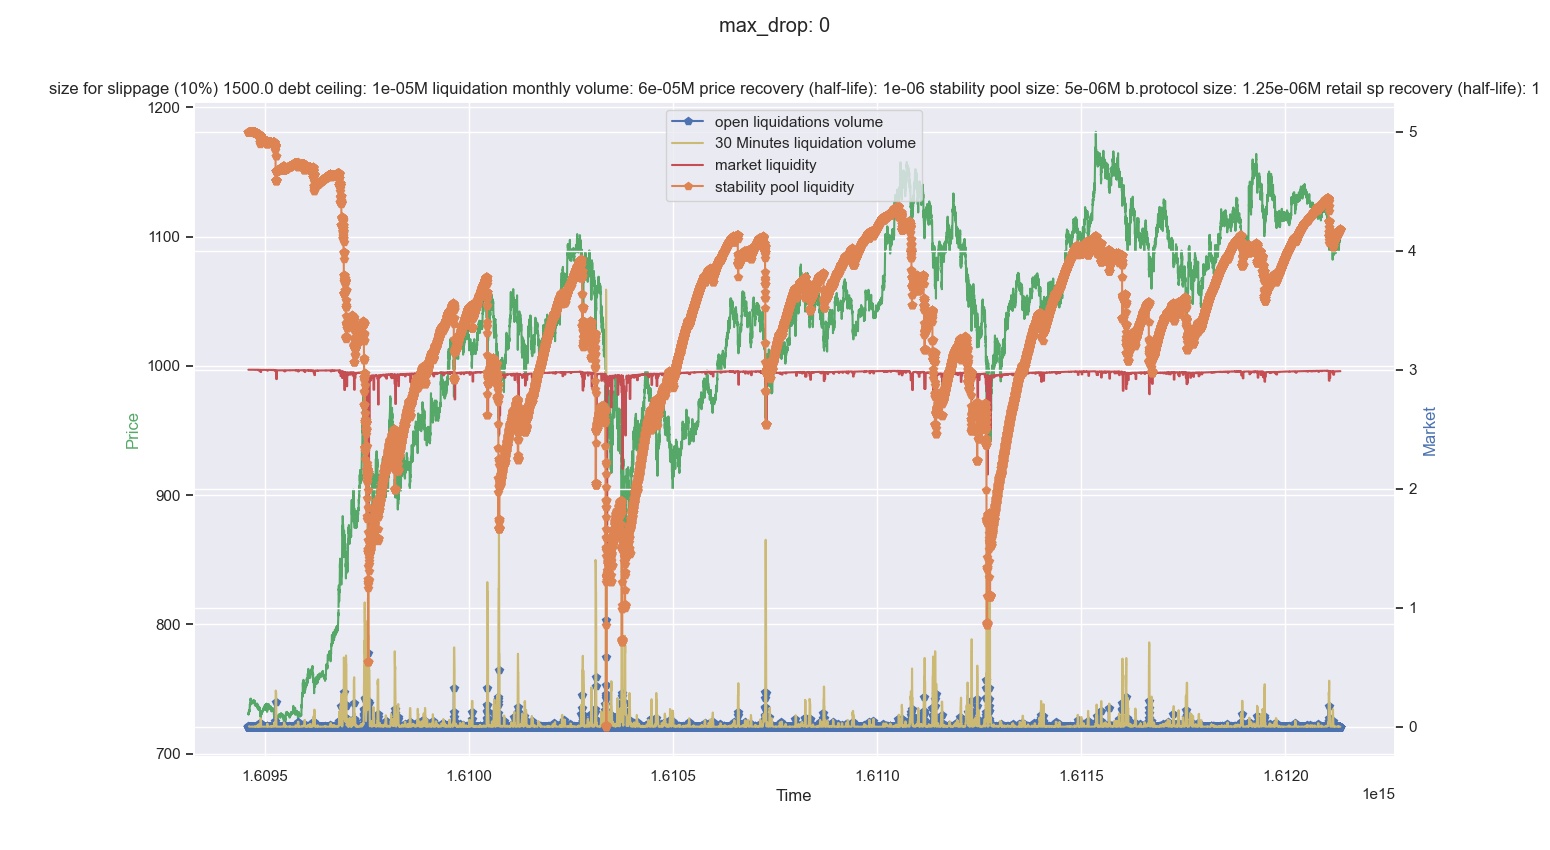 max_drop: 0
size for slippage (10%) 1500.0 debt ceiling: 1e-05M liquidation monthly volume: 6e-05M price recovery (half-life): 1e-06 stability pool size: 5e-06M b.protocol size: 1.25e-06M retail sp recovery (half-life): 1
open liquidations volume
30 Minutes liquidation volume
market liquidity
stability pool liquidity
1200
1100
1000
900
800
700
Price
5
4
3
2
1
0
Market
1.6095 1.6100 1.6105 1.6110 1.6115 1.6120
Time
1e15